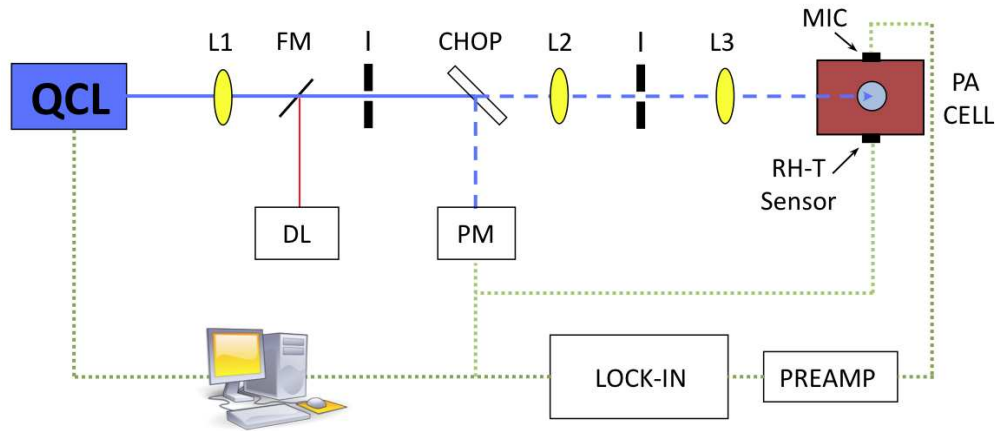 MIC
L1
FM
I
CHOP
L2
I
L3
QCL
PA
CELL
RH-T
Sensor
DL
PM
LOCK-IN
PREAMP